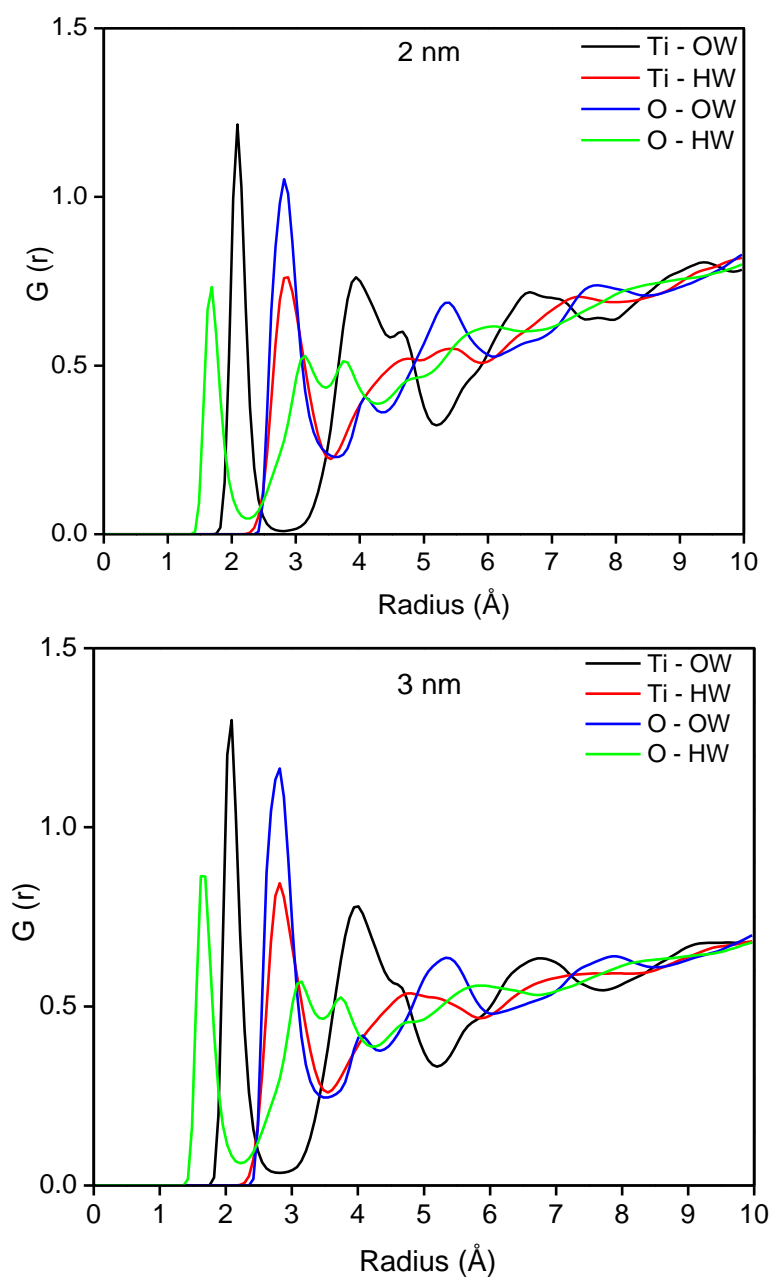 1.5
2 nm
Ti - OW
Ti - HW
O - OW
O - HW
1.0
G (r)
0.5
0.0
0 1 2 3 4 5 6 7 8 9 10
Radius (Å)
1.5
3 nm
Ti - OW
Ti - HW
O - OW
O - HW
1.0
G (r)
0.5
0.0
0 1 2 3 4 5 6 7 8 9 10
Radius (Å)